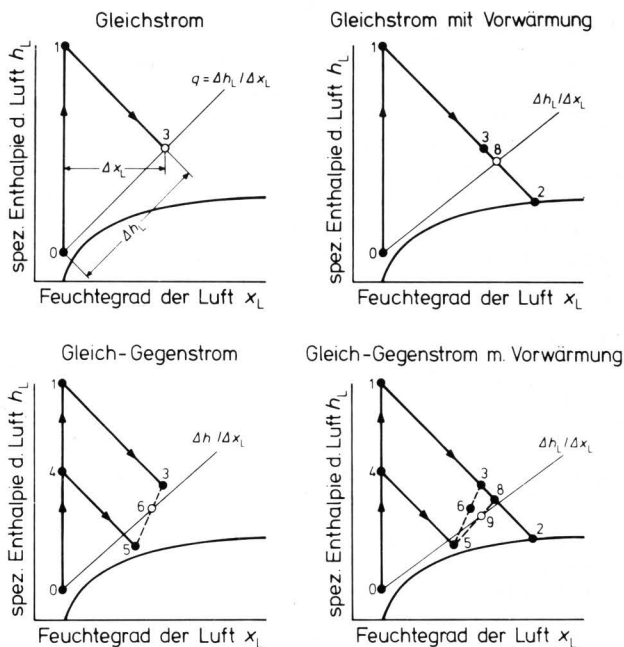 Gleichstrom
spez. Enthalpie d. Luft h_L
1
q = Δh_L / Δx_L
3
Δx_L
Δh_L
0
Feuchtegrad der Luft x_L
Gleichstrom mit Vorwärmung
spez. Enthalpie d. Luft h_L
1
Δh_L / Δx_L
3
8
2
0
Feuchtegrad der Luft x_L
Gleich-Gegenstrom
spez. Enthalpie d. Luft h_L
1
Δh / Δx_L
4
3
6
5
0
Feuchtegrad der Luft x_L
Gleich-Gegenstrom m. Vorwärmung
spez. Enthalpie d. Luft h_L
1
Δh_L / Δx_L
4
3
8
6
9
5
2
0
Feuchtegrad der Luft x_L